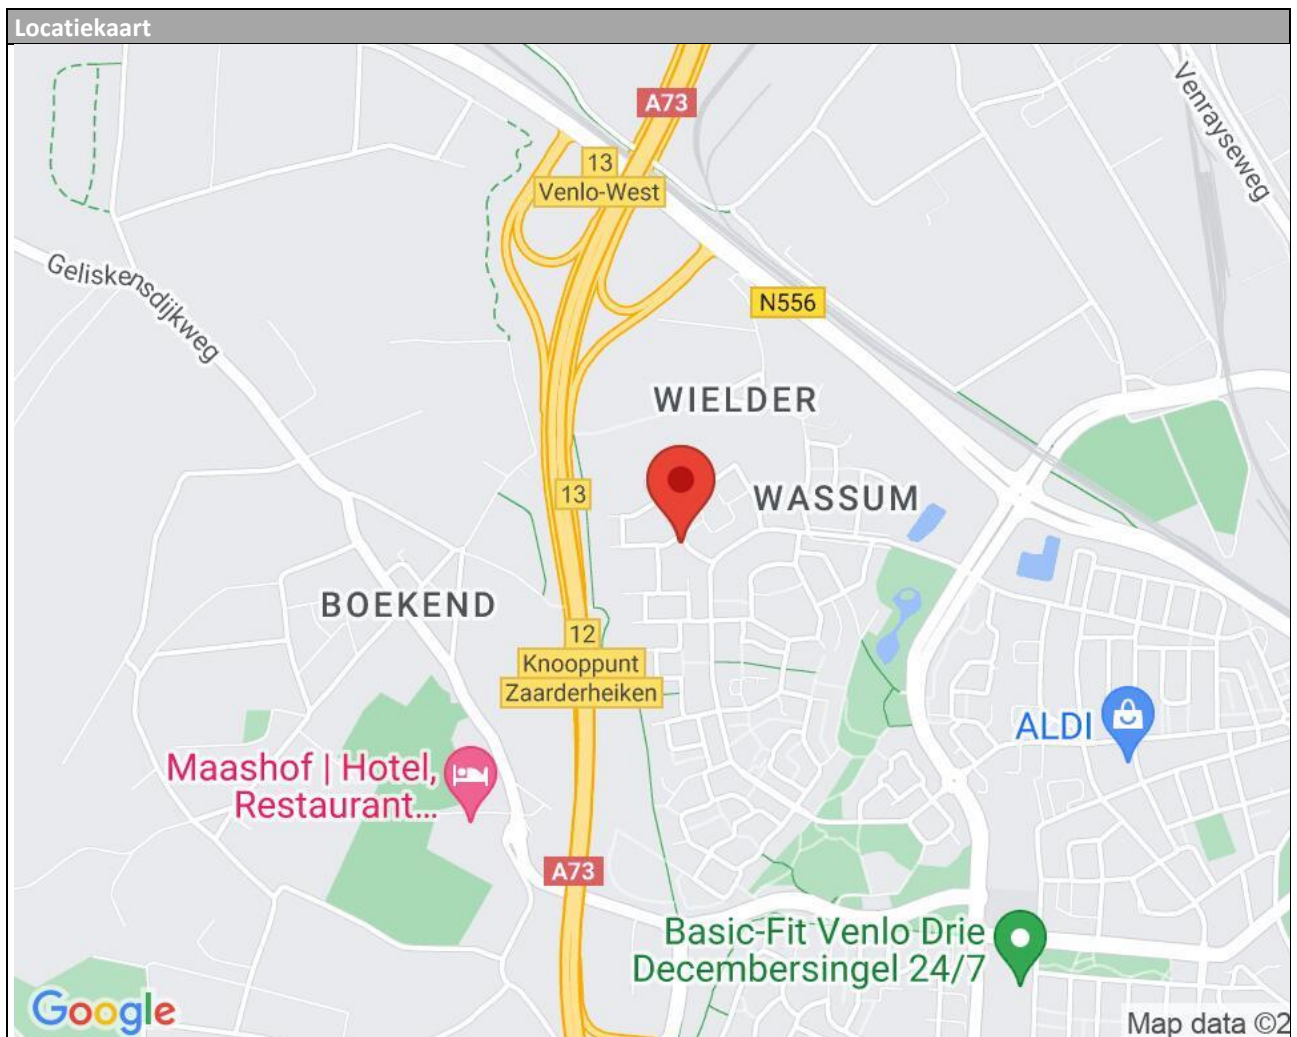 Locatiekaart
A73
13
Venlo-West
Venrayseweg
Geliskensdijkweg
N556
WIELDER
13
WASSUM
BOEKEND
12
Knooppunt
Zaarderheiken
ALDI
Maashof | Hotel,
Restaurant...
A73
Basic-Fit Venlo Drie
Decembersingel 24/7
Google
Map data ©2